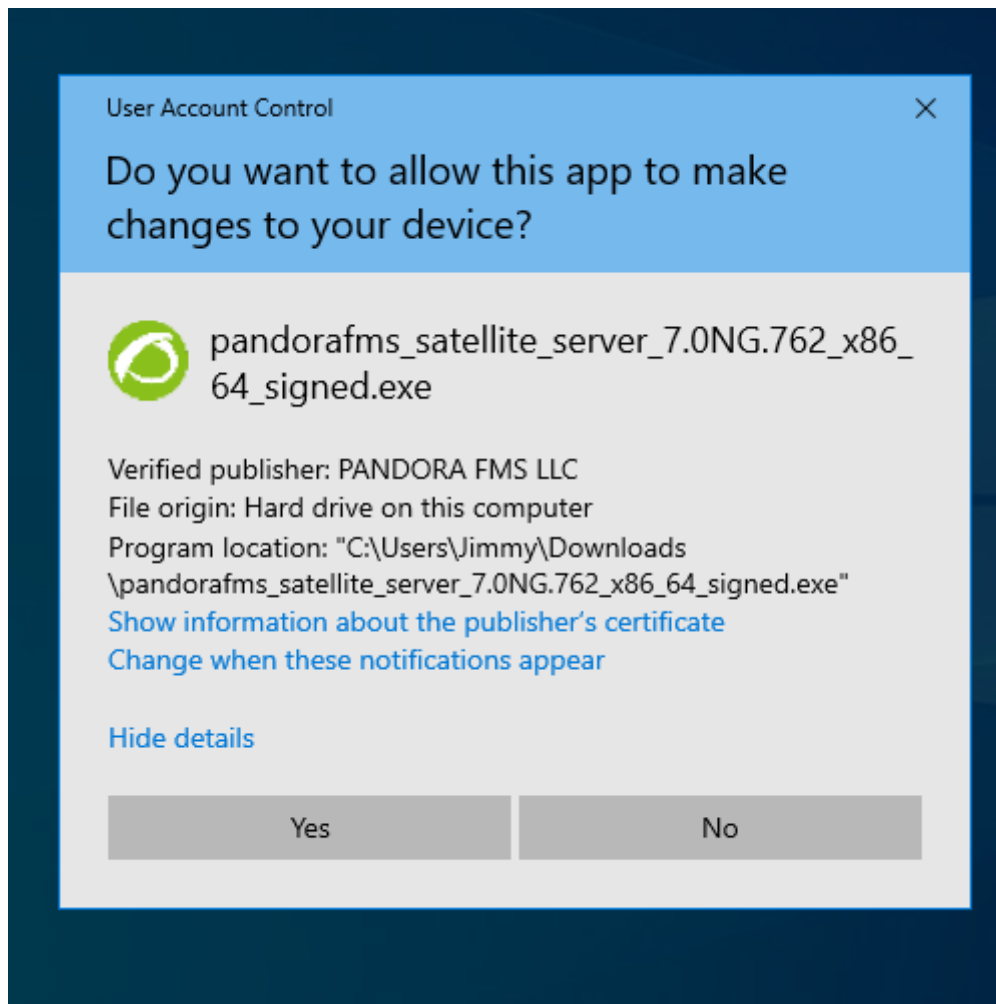 User Account Control
Do you want to allow this app to make
changes to your device?
pandorafms_satellite_server_7.0NG.762_x86_
64_signed.exe
Verified publisher: PANDORA FMS LLC
File origin: Hard drive on this computer
Program location: "C:\Users\Jimmy\Downloads
\pandorafms_satellite_server_7.0NG.762_x86_64_signed.exe"
Show information about the publisher’s certificate
Change when these notifications appear
Hide details
Yes
No